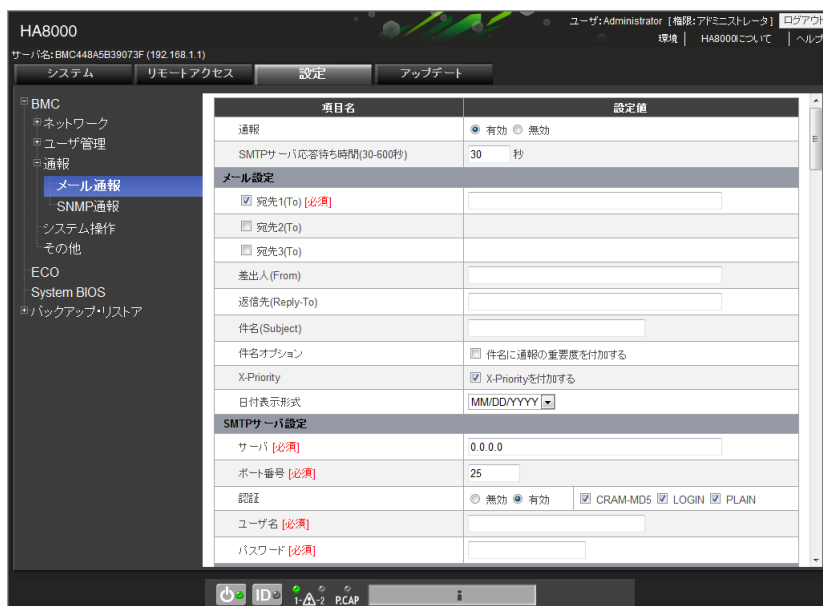 HA8000
ユーザ:Administrator [権限:アドミニストレータ] ログアウト
環境 | HA8000について | ヘルプ
サーバ名:BMC448A5B39073F (192.168.1.1)
システム リモートアクセス 設定 アップデート
BMC
ネットワーク
ユーザ管理
通報
メール通報
SNMP通報
システム操作
その他
ECO
System BIOS
バックアップ・リストア
項目名 設定値
通報 有効 無効
SMTPサーバ応答待ち時間(30-600秒) 30 秒
メール設定
宛先1(To) [必須]
宛先2(To)
宛先3(To)
差出人(From)
返信先(Reply-To)
件名(Subject)
件名オプション 件名に通報の重要度を付加する
X-Priority X-Priorityを付加する
日付表示形式 MM/DD/YYYY
SMTPサーバ設定
サーバ [必須] 0.0.0.0
ポート番号 [必須] 25
認証 無効 有効 CRAM-MD5 LOGIN PLAIN
ユーザ名 [必須]
パスワード [必須]
ID 1-⚠-2 P.CAP i